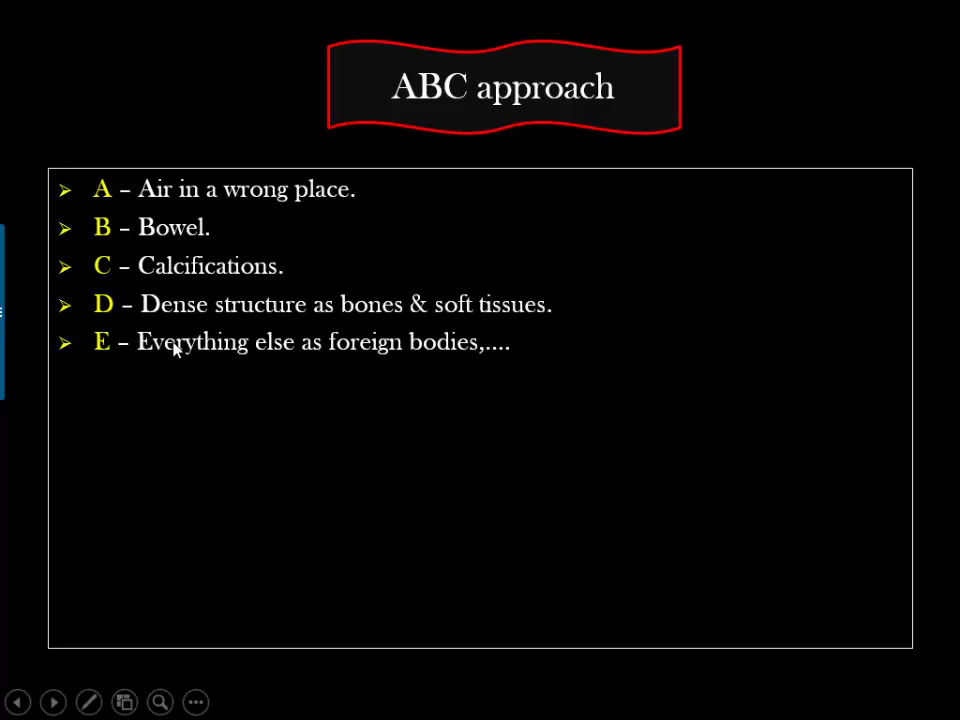 ABC approach
➢ A – Air in a wrong place.
➢ B – Bowel.
➢ C – Calcifications.
➢ D – Dense structure as bones & soft tissues.
➢ E – Everything else as foreign bodies,....